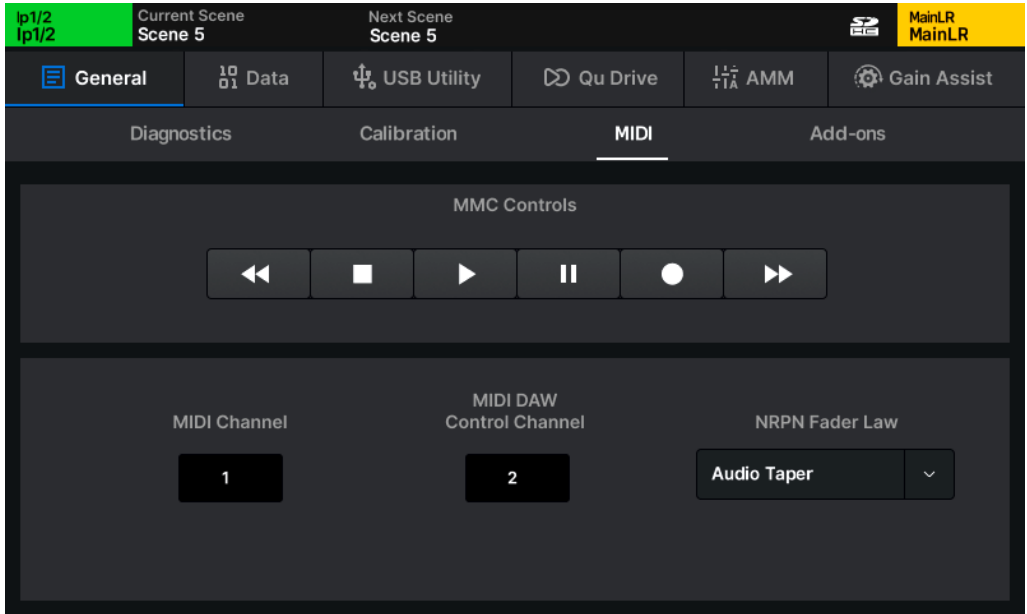 Ip1/2
Ip1/2
Current Scene
Scene 5
Next Scene
Scene 5
MainLR
MainLR
General
Data
USB Utility
Qu Drive
AMM
Gain Assist
Diagnostics
Calibration
MIDI
Add-ons
MMC Controls
MIDI Channel
1
MIDI DAW
Control Channel
2
NRPN Fader Law
Audio Taper